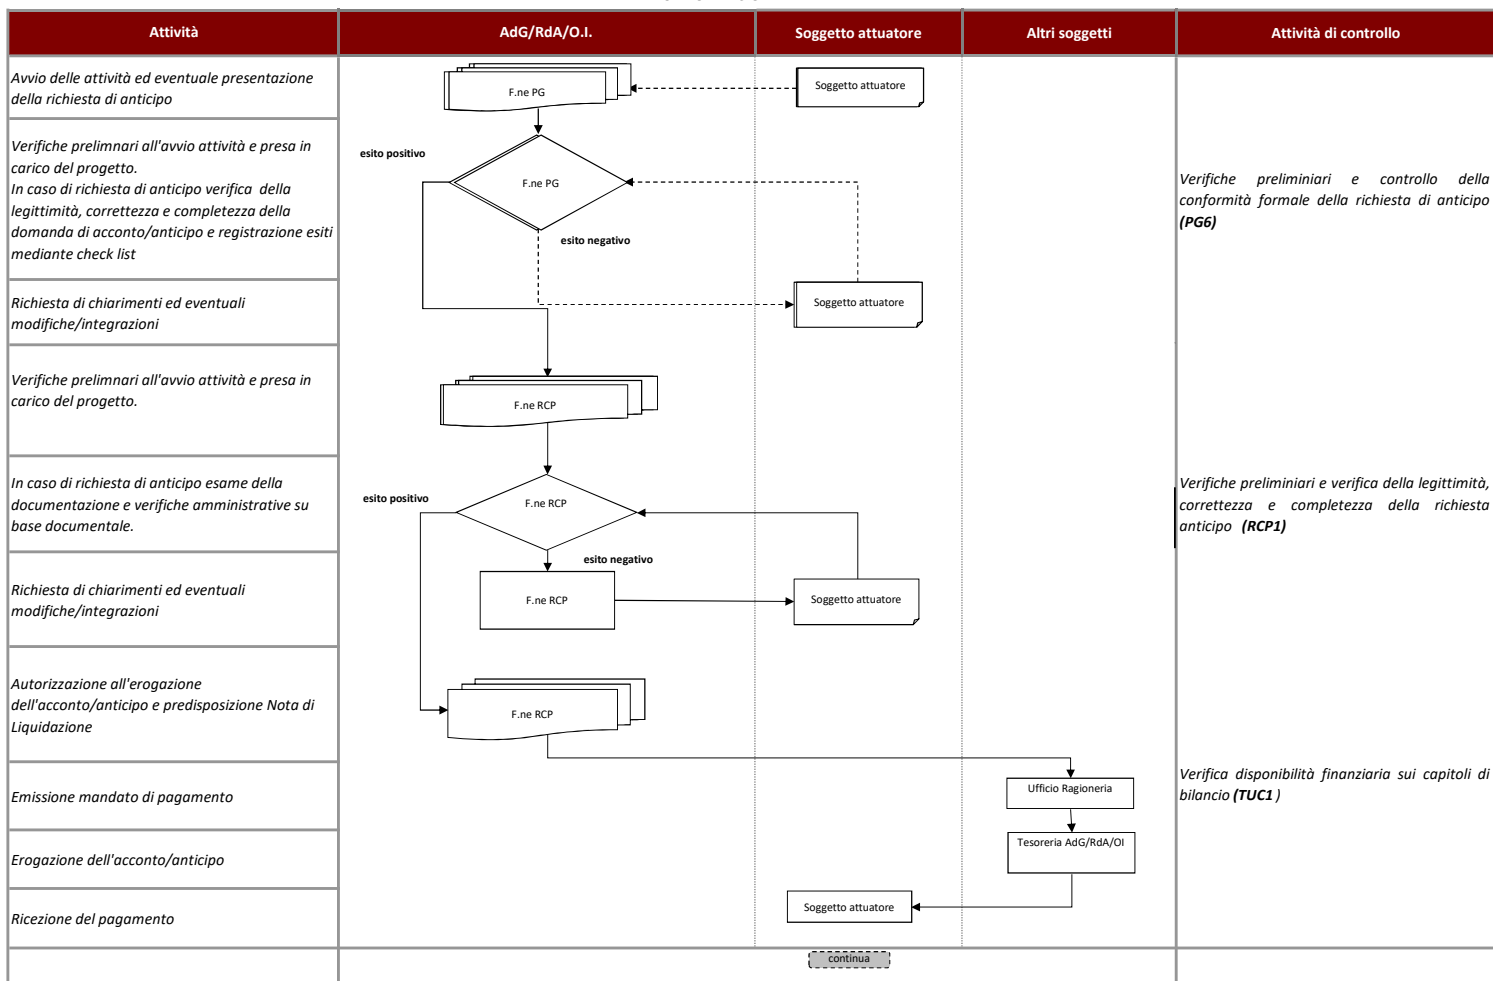 Attività
AdG/RdA/O.I.
Soggetto attuatore
Altri soggetti
Attività di controllo
Avvio delle attività ed eventuale presentazione
della richiesta di anticipo
F.ne PG
Soggetto attuatore
Verifiche prelimnari all'avvio attività e presa in
carico del progetto.
In caso di richiesta di anticipo verifica della
legittimità, correttezza e completezza della
domanda di acconto/anticipo e registrazione esiti
mediante check list
esito positivo
F.ne PG
esito negativo
Verifiche preliminiari e controllo della
conformità formale della richiesta di anticipo
(PG6)
Richiesta di chiarimenti ed eventuali
modifiche/integrazioni
Soggetto attuatore
Verifiche prelimnari all'avvio attività e presa in
carico del progetto.
F.ne RCP
In caso di richiesta di anticipo esame della
documentazione e verifiche amministrative su
base documentale.
esito positivo
F.ne RCP
esito negativo
Verifiche preliminiari e verifica della legittimità,
correttezza e completezza della richiesta
anticipo (RCP1)
Richiesta di chiarimenti ed eventuali
modifiche/integrazioni
F.ne RCP
Soggetto attuatore
Autorizzazione all'erogazione
dell'acconto/anticipo e predisposizione Nota di
Liquidazione
F.ne RCP
Emissione mandato di pagamento
Ufficio Ragioneria
Verifica disponibilità finanziaria sui capitoli di
bilancio (TUC1 )
Erogazione dell'acconto/anticipo
Tesoreria AdG/RdA/OI
Ricezione del pagamento
Soggetto attuatore
continua